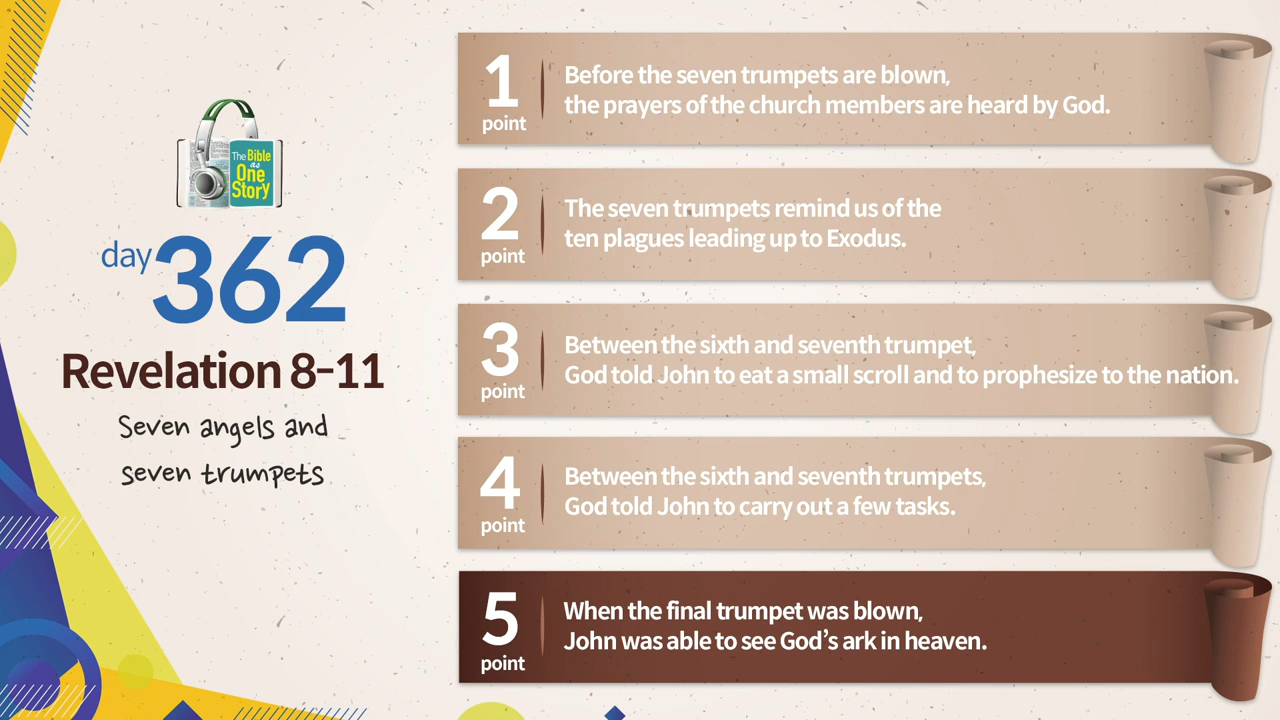 The Bible
as
One
Story
day 362
Revelation 8-11
Seven angels and
seven trumpets
1
point
Before the seven trumpets are blown,
the prayers of the church members are heard by God.
2
point
The seven trumpets remind us of the
ten plagues leading up to Exodus.
3
point
Between the sixth and seventh trumpet,
God told John to eat a small scroll and to prophesize to the nation.
4
point
Between the sixth and seventh trumpets,
God told John to carry out a few tasks.
5
point
When the final trumpet was blown,
John was able to see God's ark in heaven.